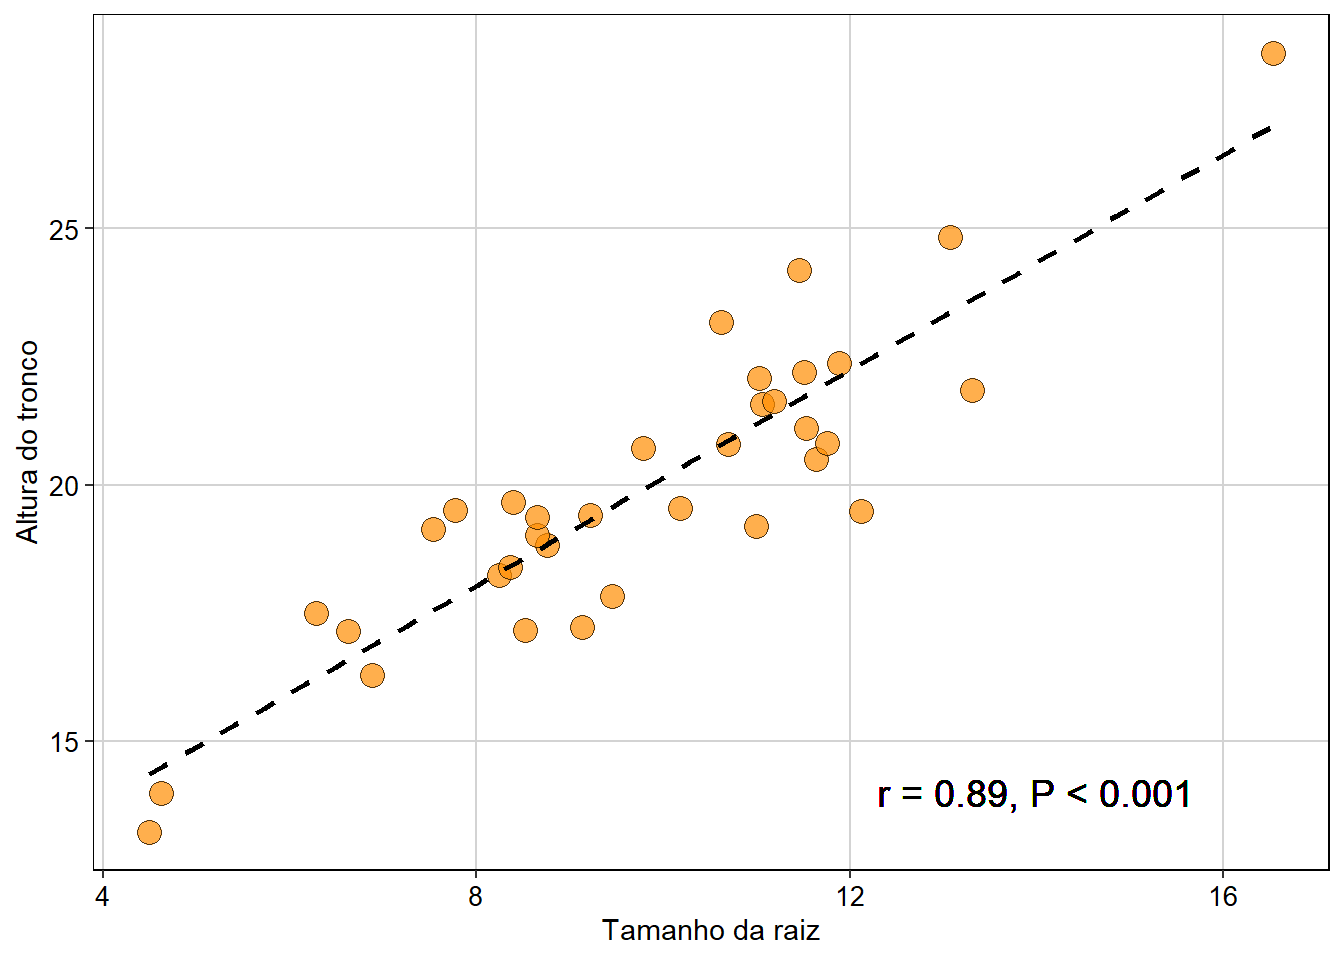 25
20
15
Altura do tronco
r = 0.89, P < 0.001
4 8 12 16
Tamanho da raiz